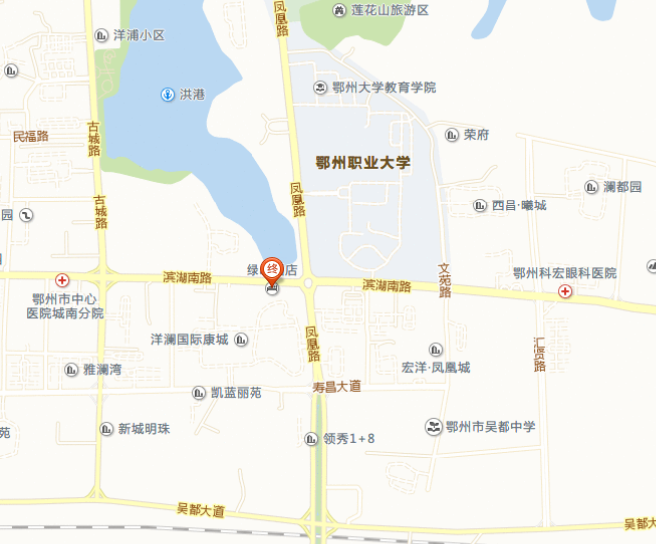 莲花山旅游区
凤凰路
洋浦小区
鄂州大学教育学院
洪港
民福路
古城路
荣府
鄂州职业大学
凤凰路
澜都园
古城路
西昌·曦城
园
终
绿
店
文苑路
鄂州科宏眼科医院
滨湖南路
滨湖南路
鄂州市中心
医院城南分院
洋澜国际康城
凤凰路
汇贤路
雅澜湾
宏洋·凤凰城
寿昌大道
凯蓝丽苑
苑
新城明珠
领秀1+8
鄂州市吴都中学
吴都大道
吴都大道